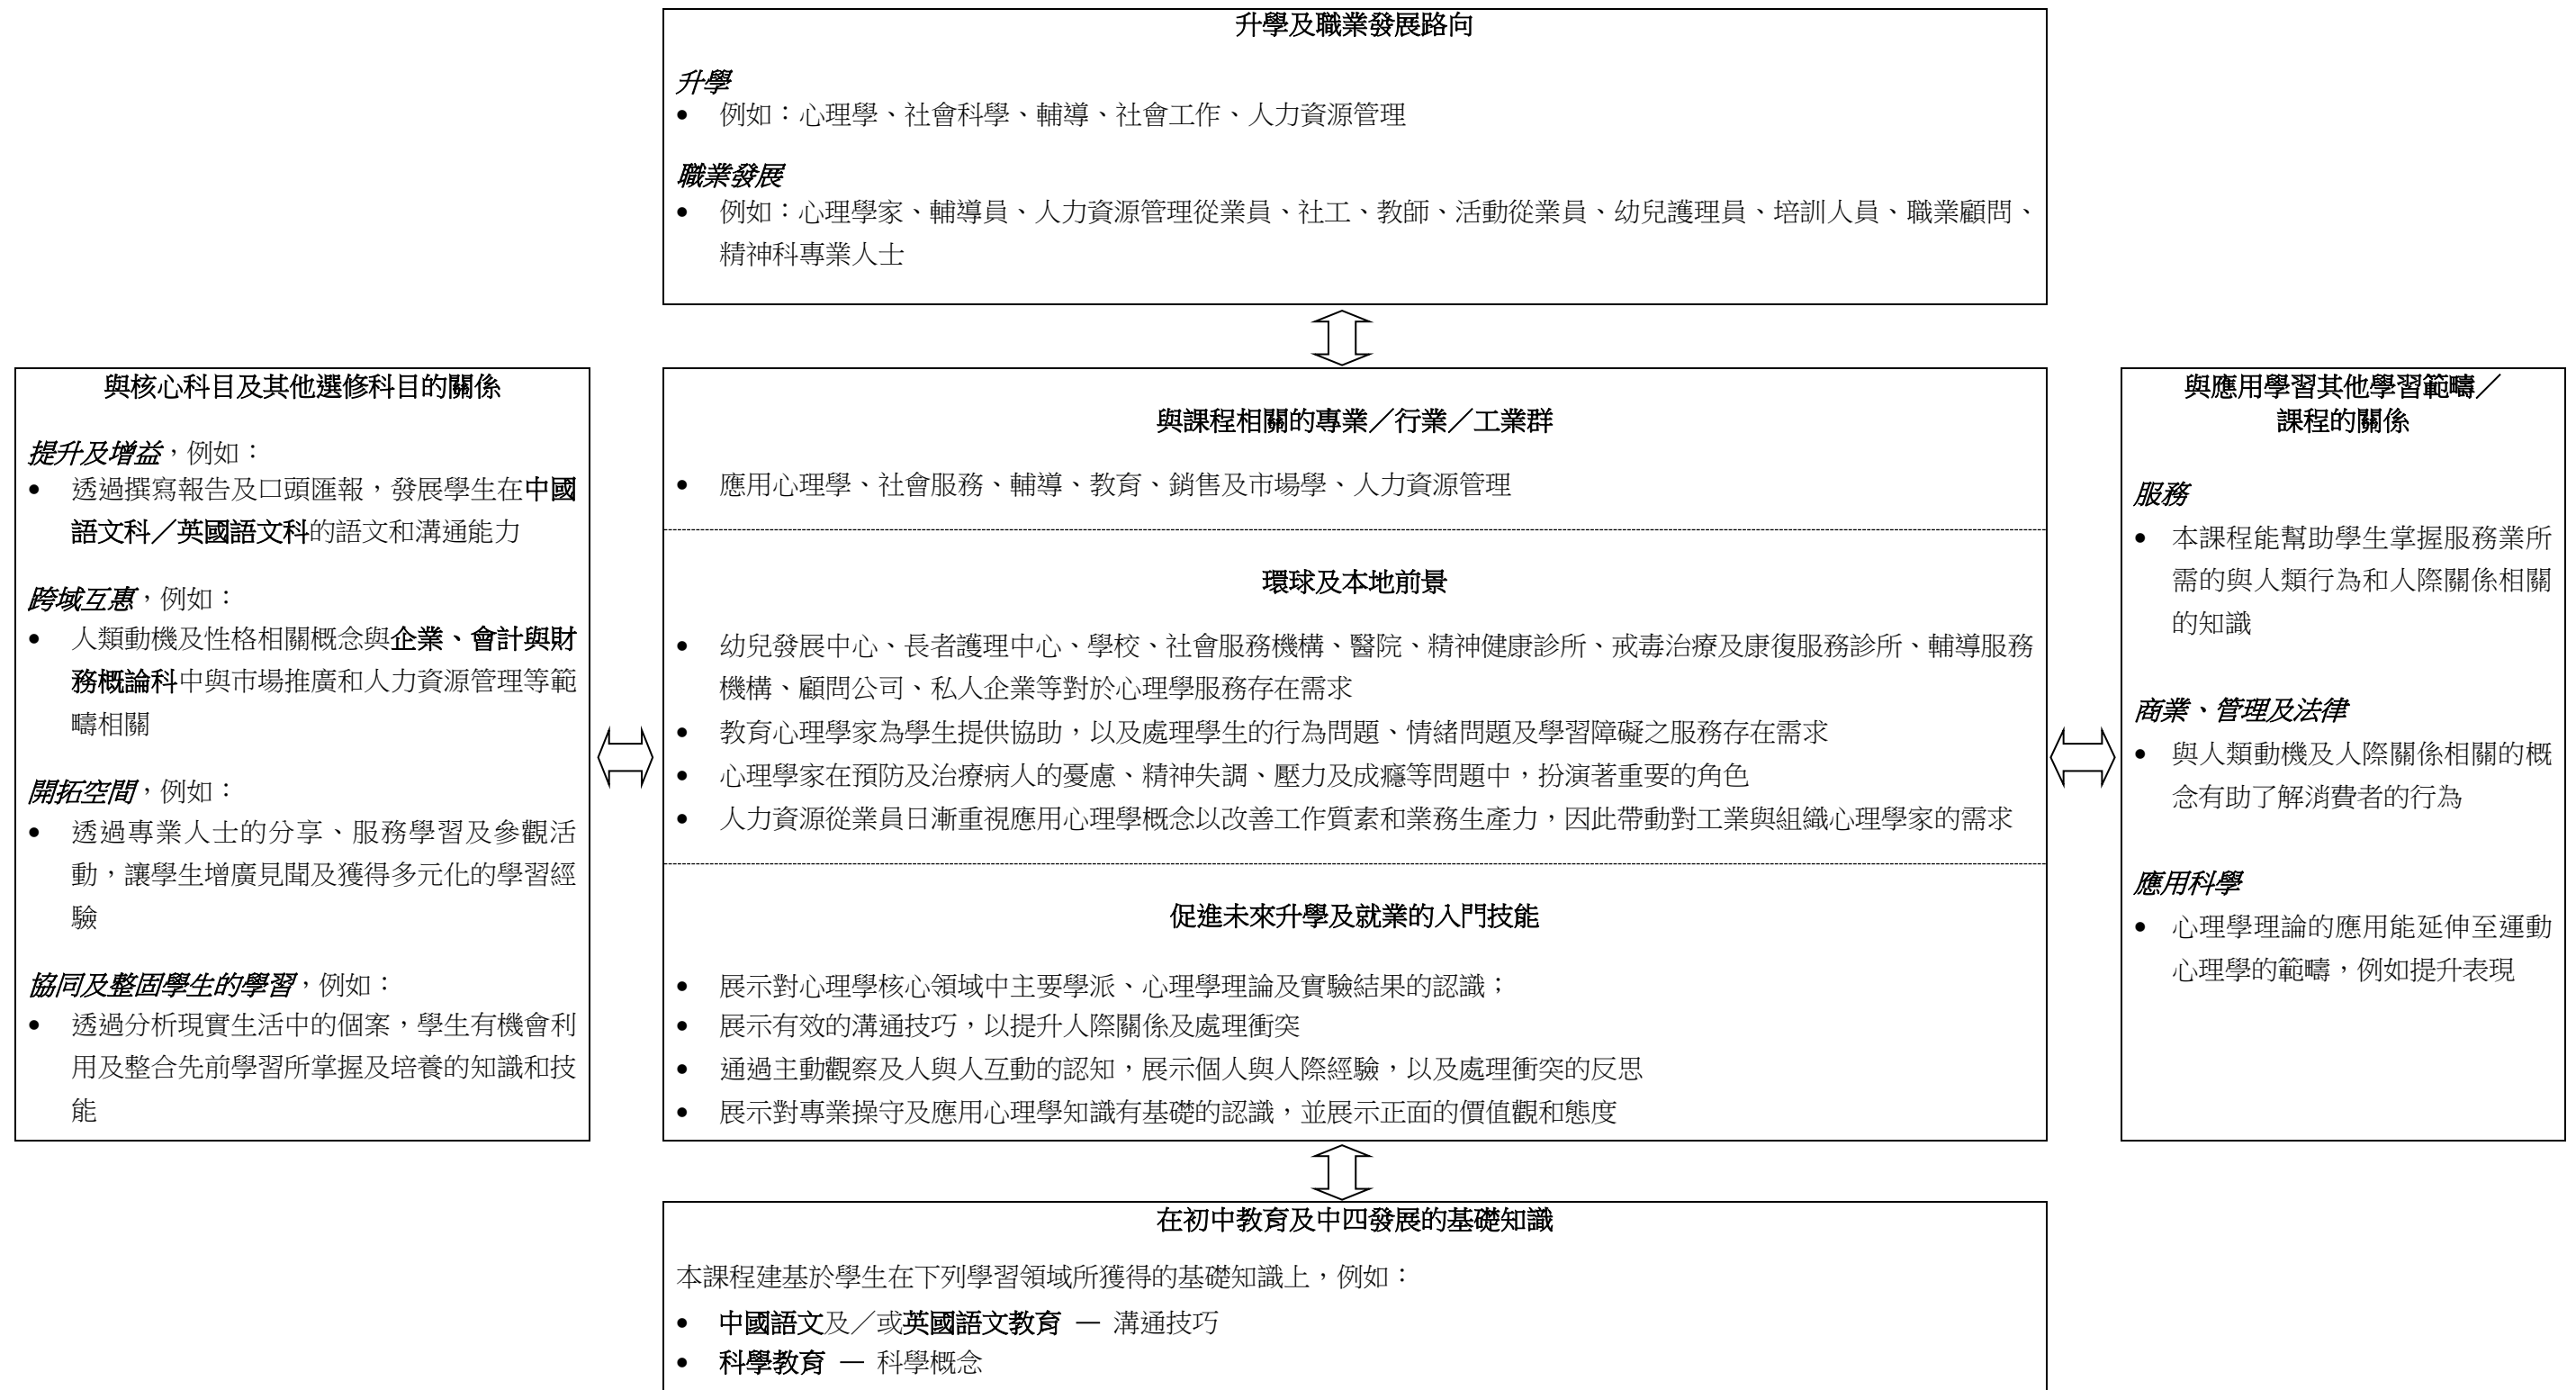 升學及職業發展路向
升學
• 例如：心理學、社會科學、輔導、社會工作、人力資源管理
職業發展
• 例如：心理學家、輔導員、人力資源管理從業員、社工、教師、活動從業員、幼兒護理員、培訓人員、職業顧問、
精神科專業人士
與核心科目及其他選修科目的關係
提升及增益，例如：
• 透過撰寫報告及口頭匯報，發展學生在中國
語文科／英國語文科的語文和溝通能力
跨域互惠，例如：
• 人類動機及性格相關概念與企業、會計與財
務概論科中與市場推廣和人力資源管理等範
疇相關
開拓空間，例如：
• 透過專業人士的分享、服務學習及參觀活
動，讓學生增廣見聞及獲得多元化的學習經
驗
協同及整固學生的學習，例如：
• 透過分析現實生活中的個案，學生有機會利
用及整合先前學習所掌握及培養的知識和技
能
與課程相關的專業／行業／工業群
• 應用心理學、社會服務、輔導、教育、銷售及市場學、人力資源管理
環球及本地前景
• 幼兒發展中心、長者護理中心、學校、社會服務機構、醫院、精神健康診所、戒毒治療及康復服務診所、輔導服務
機構、顧問公司、私人企業等對於心理學服務存在需求
• 教育心理學家為學生提供協助，以及處理學生的行為問題、情緒問題及學習障礙之服務存在需求
• 心理學家在預防及治療病人的憂慮、精神失調、壓力及成癮等問題中，扮演著重要的角色
• 人力資源從業員日漸重視應用心理學概念以改善工作質素和業務生產力，因此帶動對工業與組織心理學家的需求
促進未來升學及就業的入門技能
• 展示對心理學核心領域中主要學派、心理學理論及實驗結果的認識；
• 展示有效的溝通技巧，以提升人際關係及處理衝突
• 通過主動觀察及人與人互動的認知，展示個人與人際經驗，以及處理衝突的反思
• 展示對專業操守及應用心理學知識有基礎的認識，並展示正面的價值觀和態度
與應用學習其他學習範疇／
課程的關係
服務
• 本課程能幫助學生掌握服務業所
需的與人類行為和人際關係相關
的知識
商業、管理及法律
• 與人類動機及人際關係相關的概
念有助了解消費者的行為
應用科學
• 心理學理論的應用能延伸至運動
心理學的範疇，例如提升表現
在初中教育及中四發展的基礎知識
本課程建基於學生在下列學習領域所獲得的基礎知識上，例如：
• 中國語文及／或英國語文教育 — 溝通技巧
• 科學教育 — 科學概念